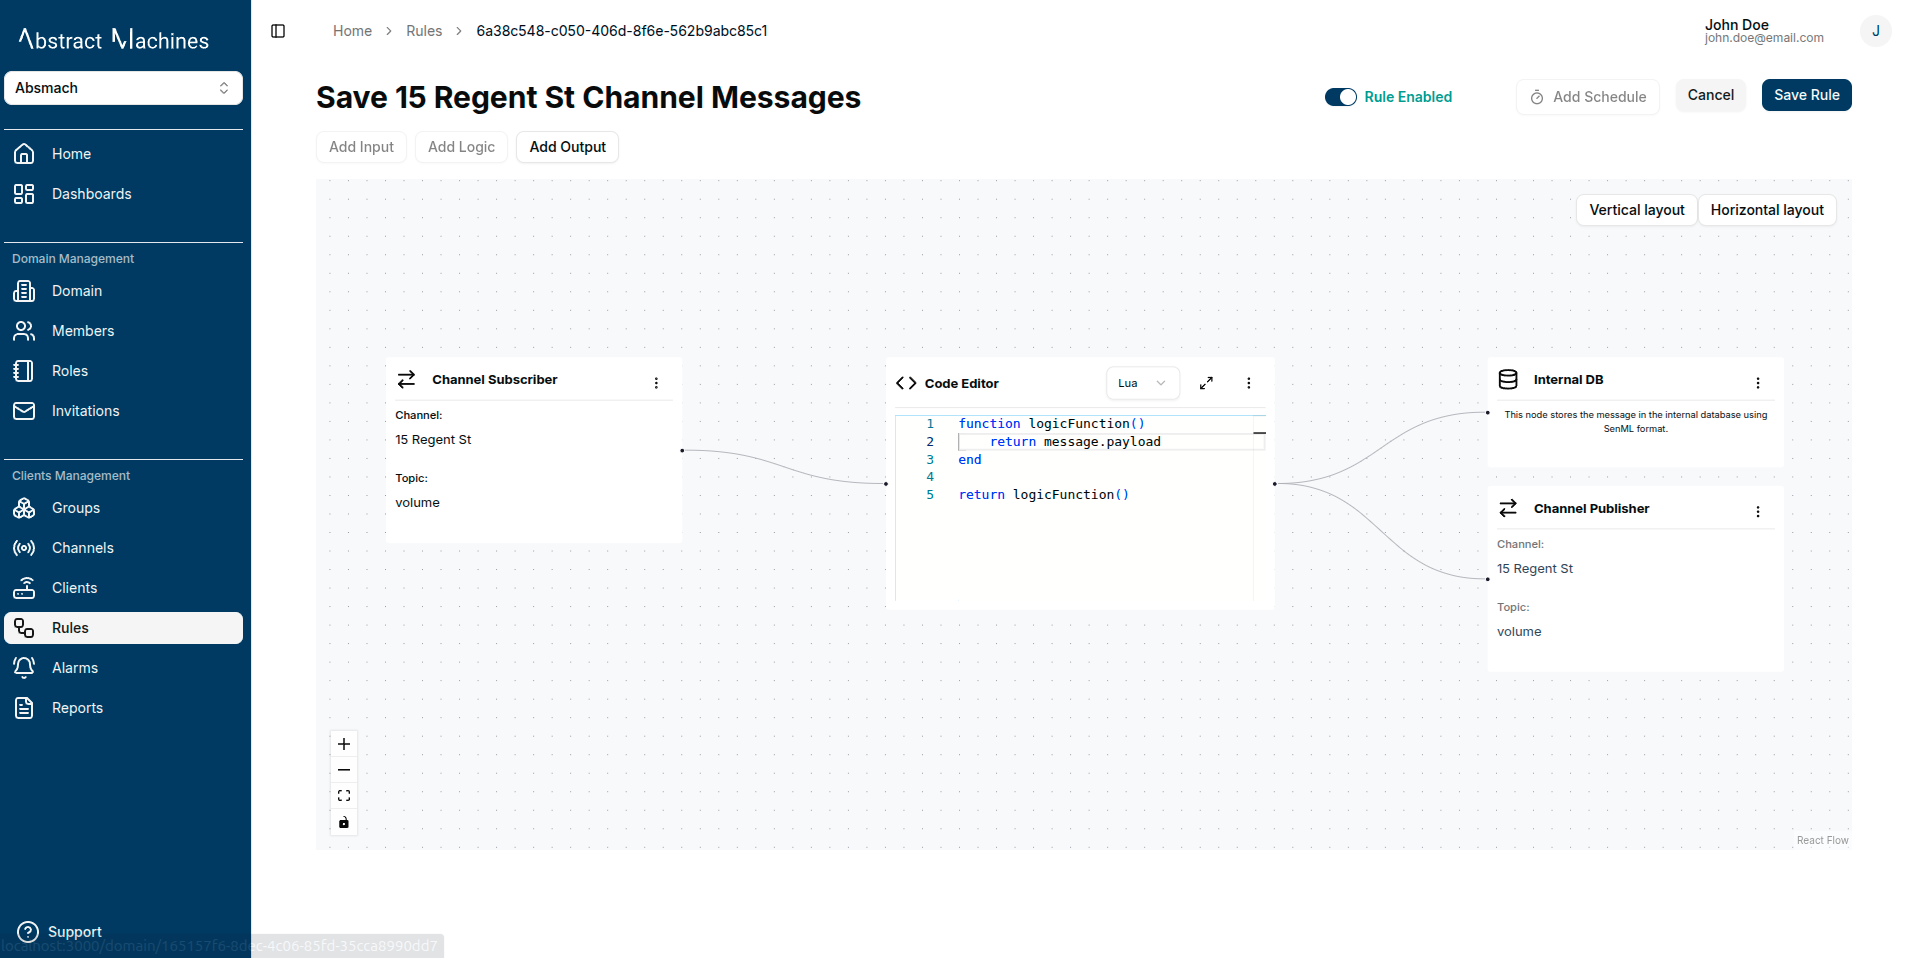 Abstract Machines
Absmach
Home
Dashboards
Domain Management
Domain
Members
Roles
Invitations
Clients Management
Groups
Channels
Clients
Rules
Alarms
Reports
Support
localhost:3000/domain/165157f6-8dec-4c06-85fd-35cca8990dd7
Home > Rules > 6a38c548-c050-406d-8f6e-562b9abc85c1
John Doe
john.doe@email.com
J
Save 15 Regent St Channel Messages
Rule Enabled
Add Schedule
Cancel
Save Rule
Add Input
Add Logic
Add Output
Vertical layout
Horizontal layout
Channel Subscriber
Channel:
15 Regent St
Topic:
volume
Code Editor
Lua
1 function logicFunction()
2     return message.payload
3 end
4
5 return logicFunction()
Internal DB
This node stores the message in the internal database using
SenML format.
Channel Publisher
Channel:
15 Regent St
Topic:
volume
React Flow